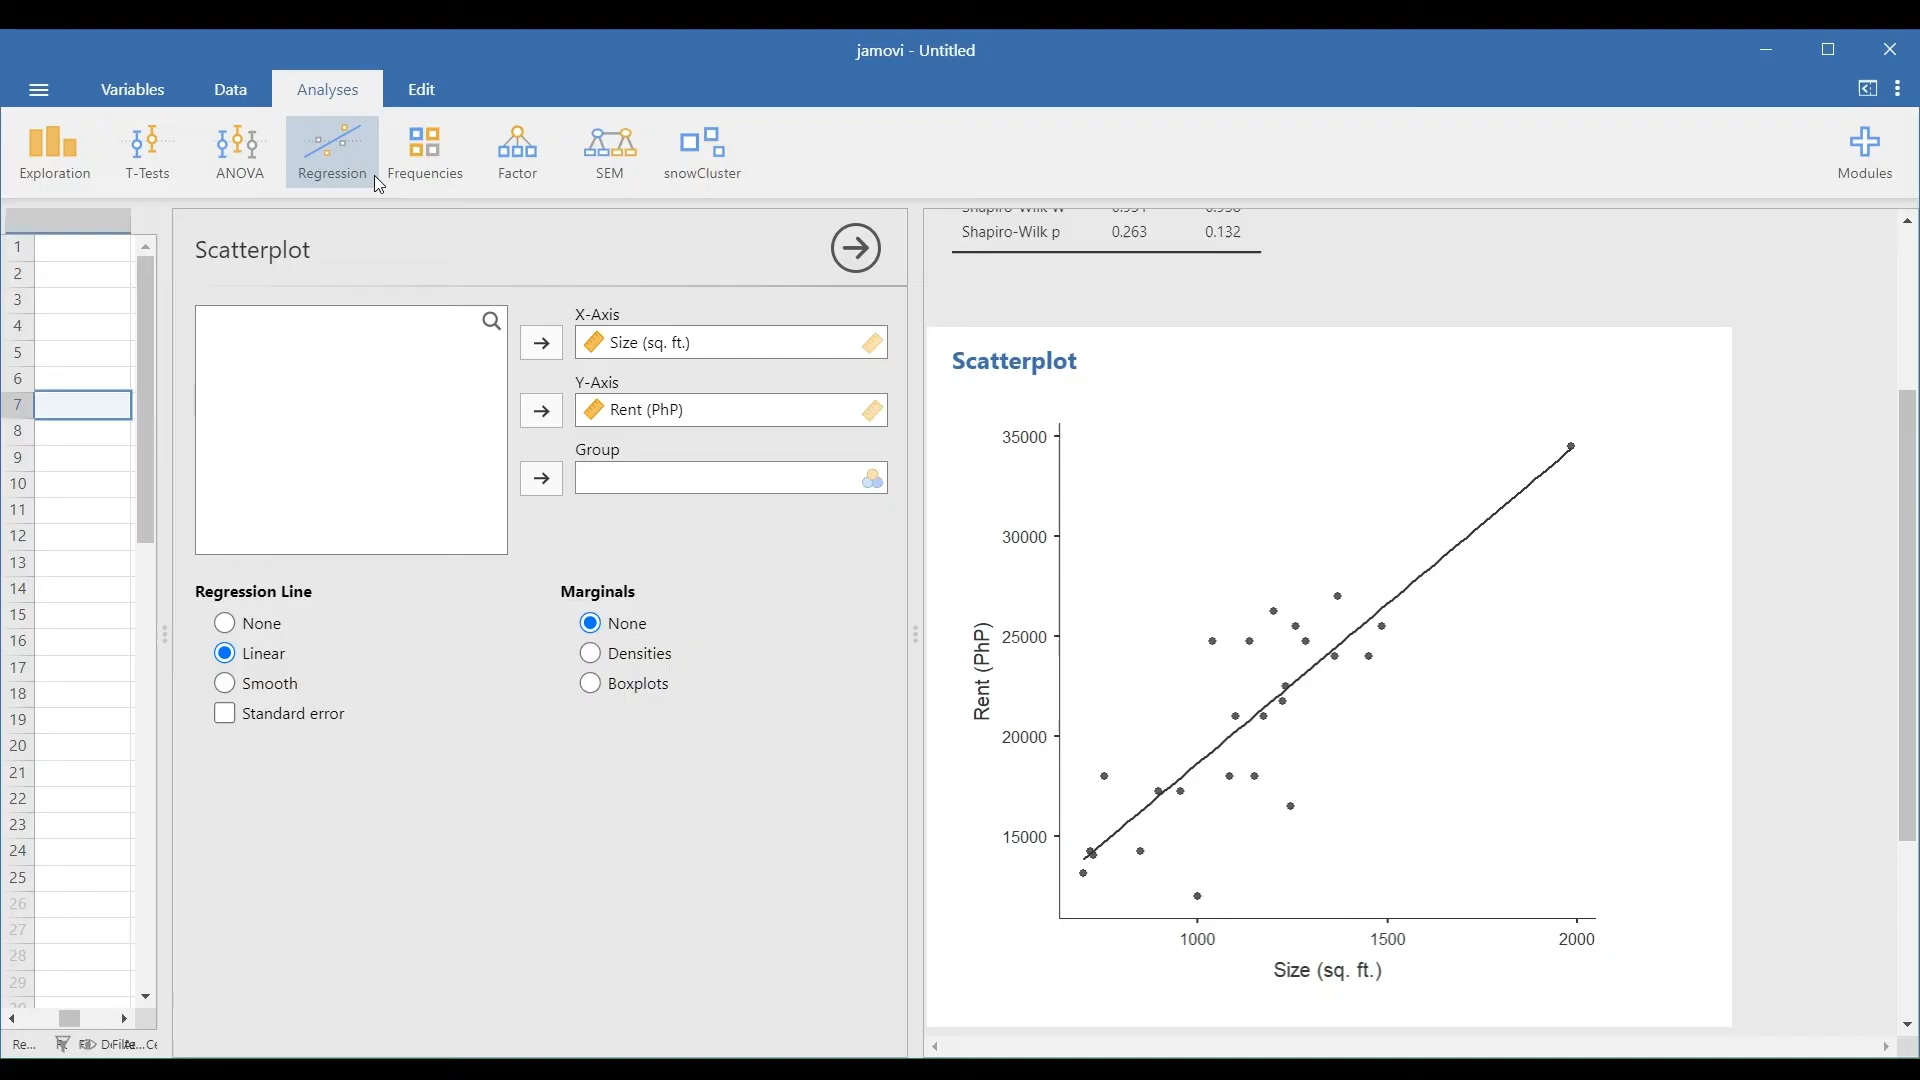 jamovi - Untitled
Variables Data Analyses Edit
Exploration T-Tests ANOVA Regression Frequencies Factor SEM snowCluster Modules
Shapiro-Wilk p 0.263 0.132
Scatterplot
X-Axis
Size (sq. ft.)
Y-Axis
Rent (PhP)
Group
Regression Line
None
Linear
Smooth
Standard error
Marginals
None
Densities
Boxplots
1
2
3
4
5
6
7
8
9
10
11
12
13
14
15
16
17
18
19
20
21
22
23
24
25
26
27
28
29
Re...
Scatterplot
35000
30000
25000
20000
15000
Rent (PhP)
1000 1500 2000
Size (sq. ft.)